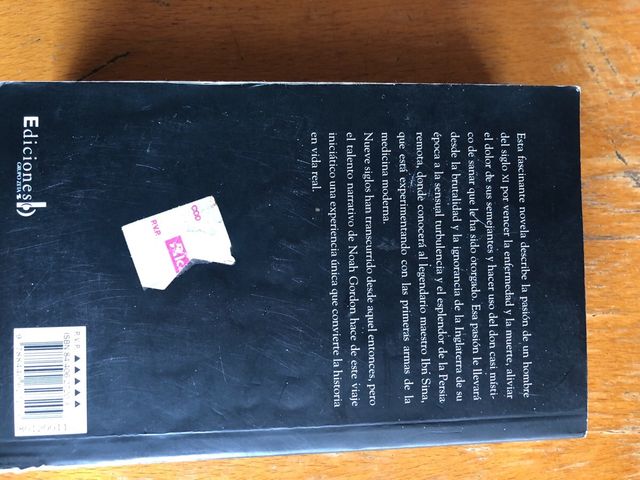 Esta fascinante novela describe la pasión de un hombre
del siglo XI por vencer la enfermedad y la muerte, aliviar
el dolor de sus semejantes y hacer uso del don casi místi-
co de sanar que le ha sido otorgado. Esa pasión le llevará
desde la brutalidad y la ignorancia de la Inglaterra de su
época a la sensual turbulencia y el esplendor de la Persia
remota, donde conocerá al legendario maestro Ibn Sina,
que está experimentando con las primeras armas de la
medicina moderna.
Nueve siglos han transcurrido desde aquel entonces, pero
el talento narrativo de Noah Gordon hace de este viaje
iniciático una experiencia única que convierte la historia
en vida real.
COD
P.V.P.
Ediciones b
GRUPO ZETA
P.V.P.